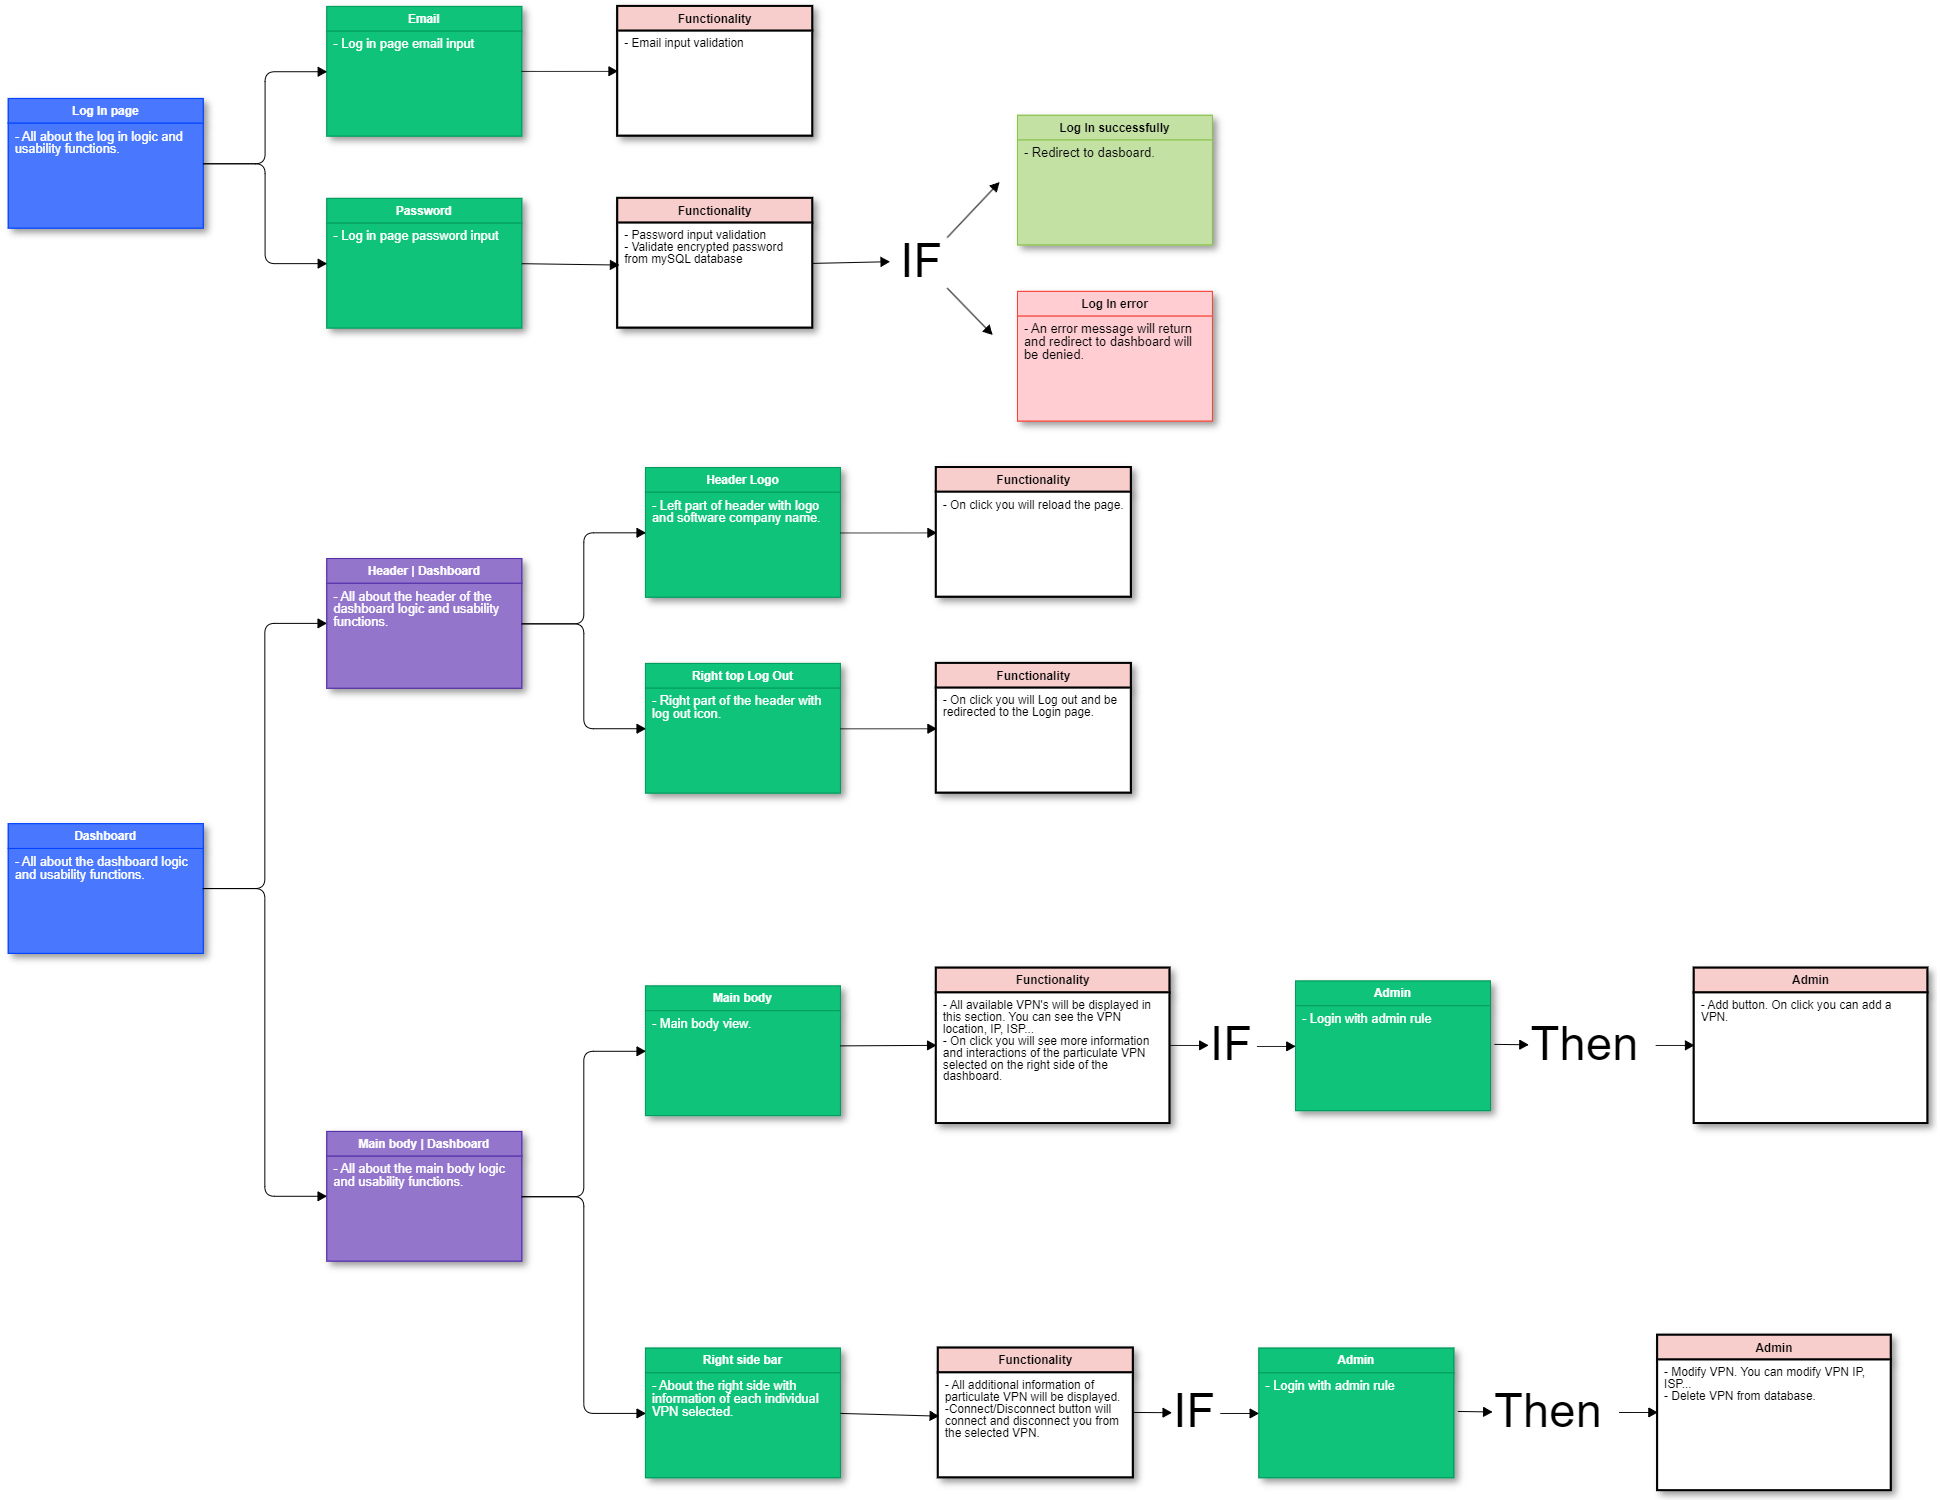 Email
- Log in page email input
Functionality
- Email input validation
Log In page
- All about the log in logic and
usability functions.
Password
- Log in page password input
Functionality
- Password input validation
- Validate encrypted password
from mySQL database
IF
Log In successfully
- Redirect to dasboard.
Log In error
- An error message will return
and redirect to dashboard will
be denied.
Header Logo
- Left part of header with logo
and software company name.
Functionality
- On click you will reload the page.
Header | Dashboard
- All about the header of the
dashboard logic and usability
functions.
Right top Log Out
- Right part of the header with
log out icon.
Functionality
- On click you will Log out and be
redirected to the Login page.
Dashboard
- All about the dashboard logic
and usability functions.
Main body
- Main body view.
Functionality
- All available VPN's will be displayed in
this section. You can see the VPN
location, IP, ISP...
- On click you will see more information
and interactions of the particulate VPN
selected on the right side of the
dashboard.
IF
Admin
- Login with admin rule
Then
Admin
- Add button. On click you can add a
VPN.
Main body | Dashboard
- All about the main body logic
and usability functions.
Right side bar
- About the right side with
information of each individual
VPN selected.
Functionality
- All additional information of
particulate VPN will be displayed.
-Connect/Disconnect button will
connect and disconnect you from
the selected VPN.
IF
Admin
- Login with admin rule
Then
Admin
- Modify VPN. You can modify VPN IP,
ISP...
- Delete VPN from database.